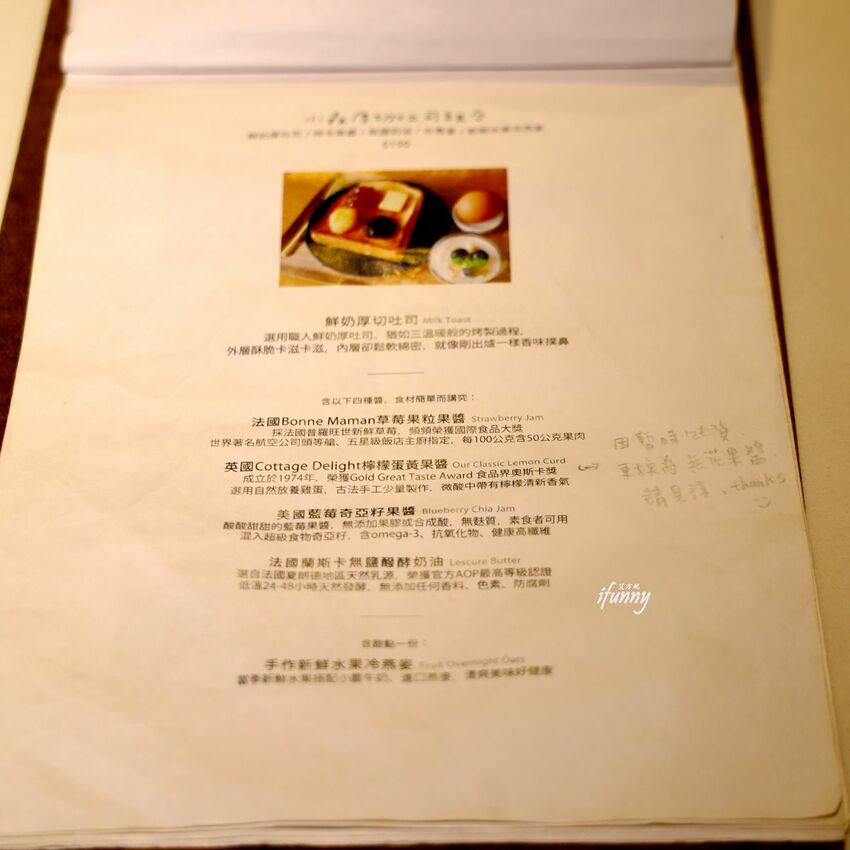 鮮奶厚切吐司 Milk Toast
選用職人鮮奶厚吐司，猶如三溫暖般的烤製過程，
外層酥脆卡滋卡滋，內層卻鬆軟綿密，就像剛出爐一樣香味撲鼻
含以下四種醬，食材簡單而講究：
法國Bonne Maman草莓果粒果醬 Strawberry Jam
採法國普羅旺世新鮮草莓，頻頻榮獲國際食品大獎
世界著名航空公司頭等艙、五星級飯店主廚指定，每100公克含50公克果肉
英國Cottage Delight檸檬蛋黃果醬 Our Classic Lemon Curd
成立於1974年，榮獲Gold Great Taste Award 食品界奧斯卡獎
選用自然放養雞蛋，古法手工少量製作，微酸中帶有檸檬清新香氣
因暫時缺貨，
更換為無花果醬
請見諒，thanks
美國藍莓奇亞籽果醬 Blueberry Chia Jam
酸酸甜甜的藍莓果醬，無添加果膠或合成酸，無麩質，素食者可用
混入超級食物奇亞籽，含omega-3、抗氧化物、健康高纖維
法國蘭斯卡無鹽醱酵奶油 Lescure Butter
選自法國夏朗德地區天然乳源，榮獲官方AOP最高等級認證
低溫24-48小時天然發酵，無添加任何香料、色素、防腐劑
含甜點一份：
手作新鮮水果冷燕麥 Fruit Overnight Oats
當季新鮮水果搭配小農牛奶、進口燕麥，清爽美味好健康
艾方妮
ifunny